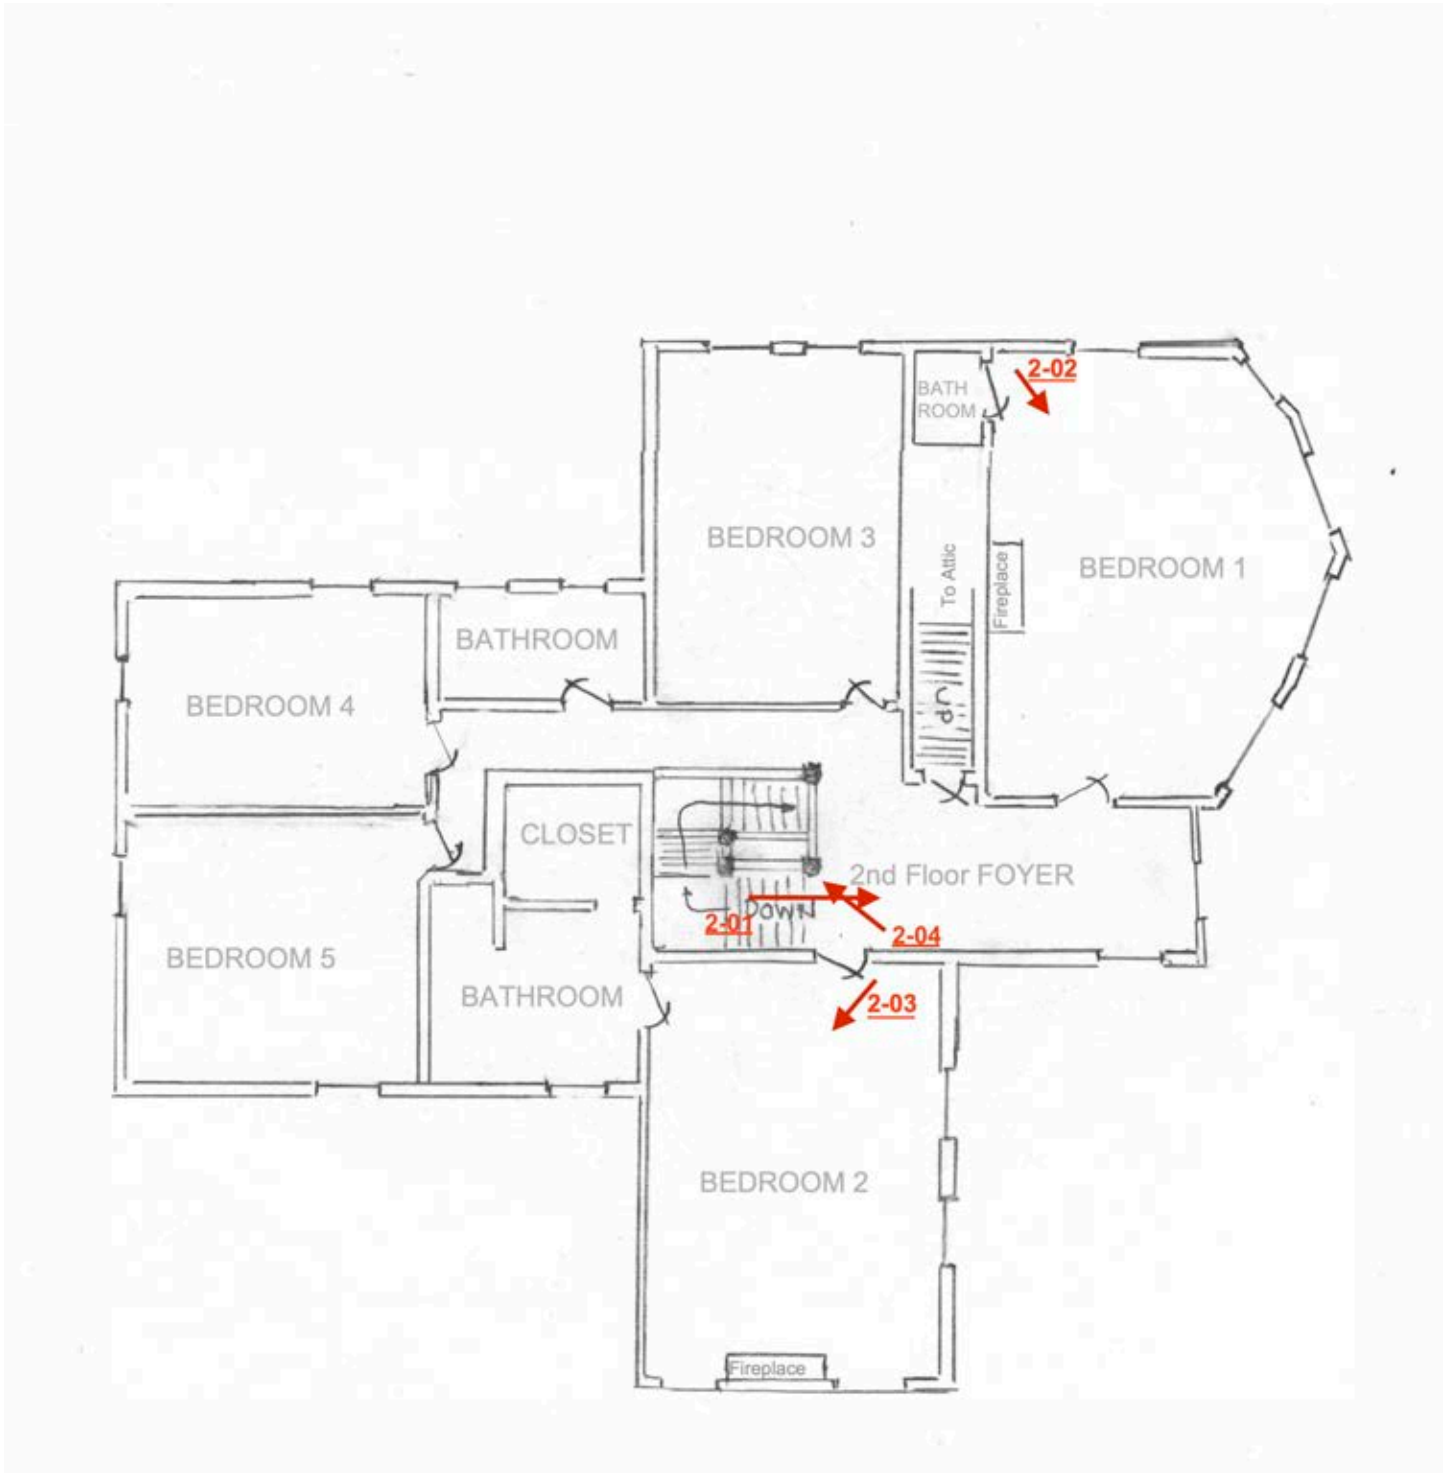 2-02
BATH
ROOM
BEDROOM 3
To Attic
Fireplace
BEDROOM 1
BATHROOM
BEDROOM 4
UP
CLOSET
2nd Floor FOYER
DOWN
2-01
2-04
BEDROOM 5
BATHROOM
2-03
BEDROOM 2
Fireplace